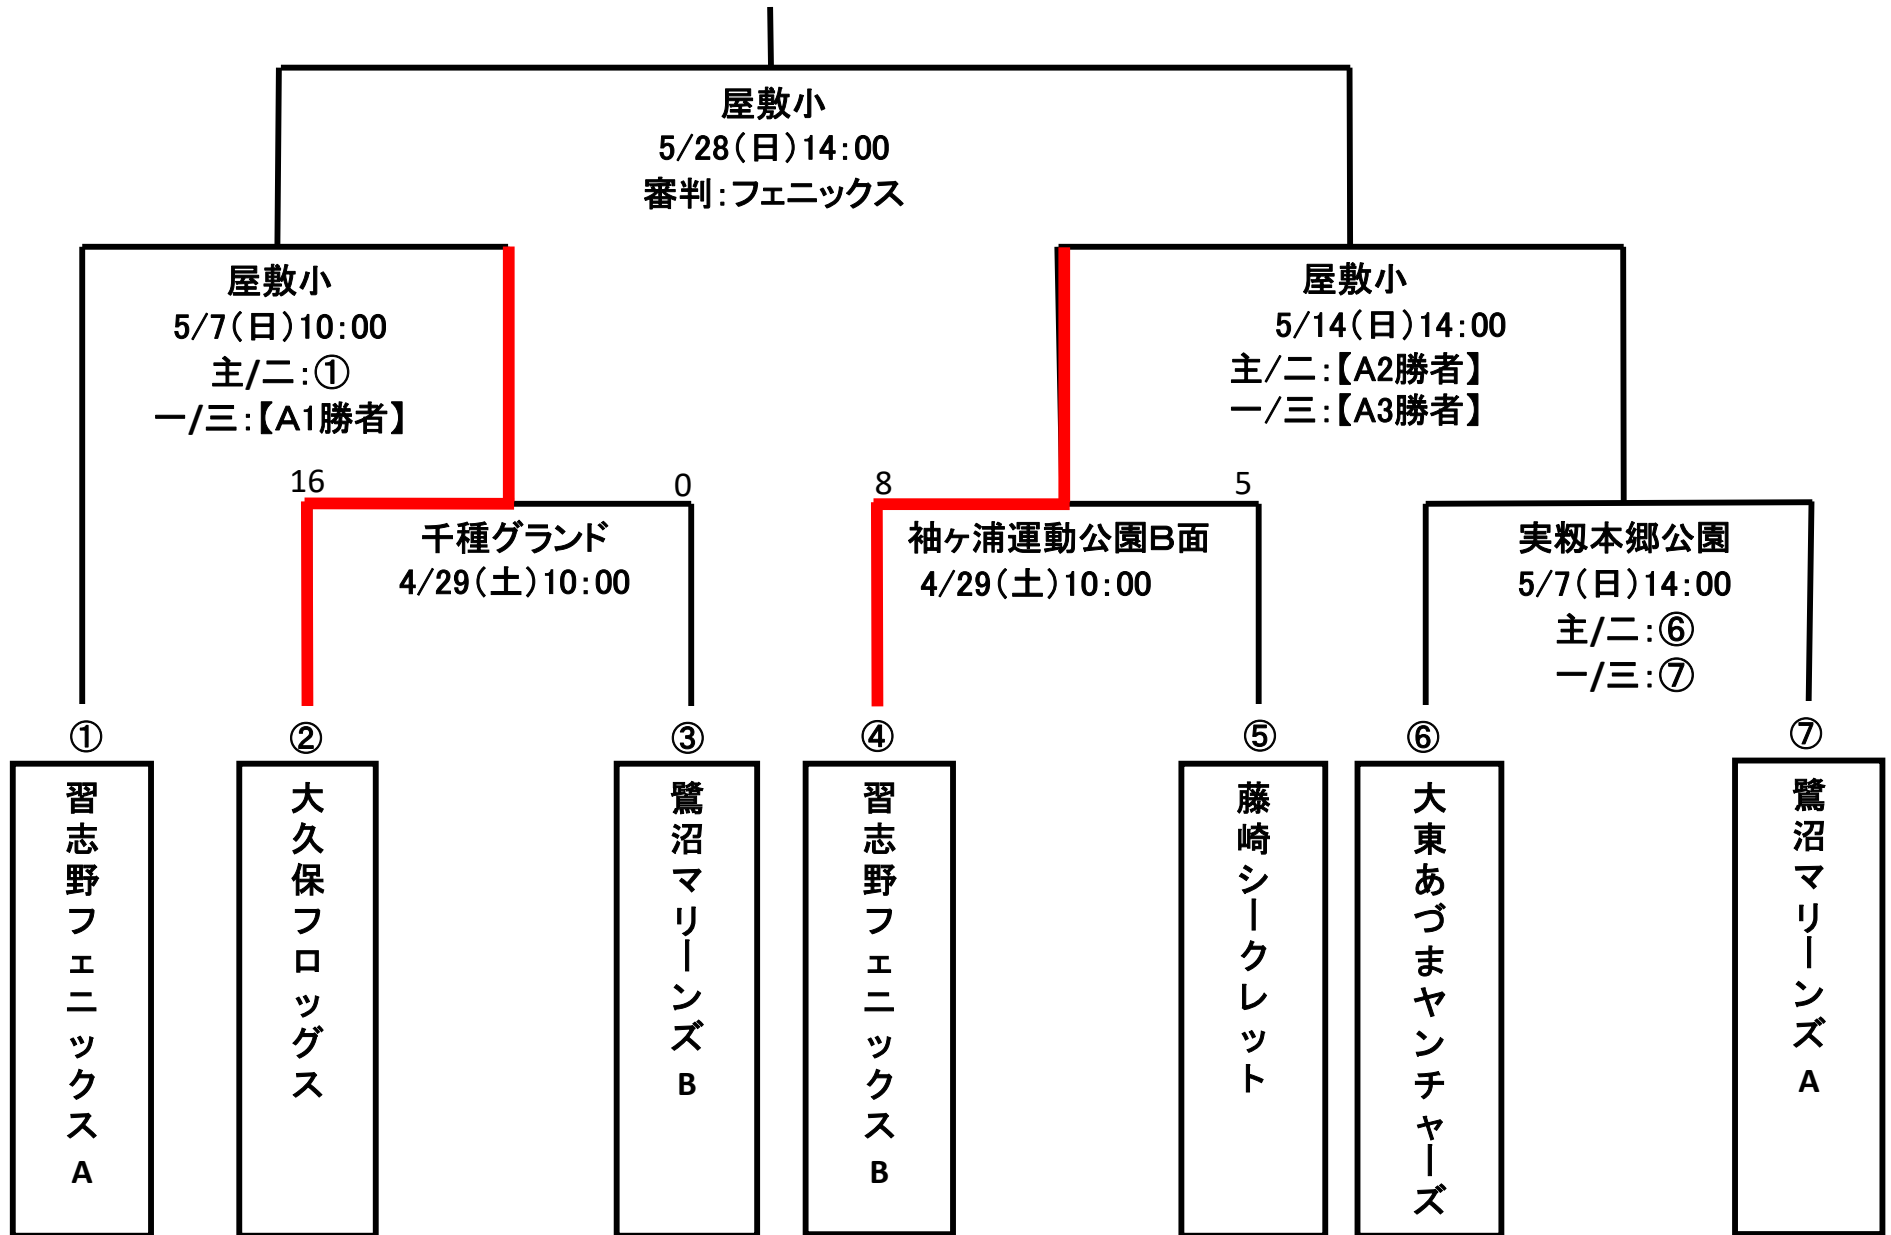 屋敷小
5/28(日)14:00
審判:フェニックス
屋敷小
5/7(日)10:00
主/二:①
一/三:【A1勝者】
屋敷小
5/14(日)14:00
主/二:【A2勝者】
一/三:【A3勝者】
16
0
千種グランド
4/29(土)10:00
8
5
袖ヶ浦運動公園B面
4/29(土)10:00
実籾本郷公園
5/7(日)14:00
主/二:⑥
一/三:⑦
①
②
③
④
⑤
⑥
⑦
習志野フェニックスA
大久保フロッグス
鷺沼マリーンズB
習志野フェニックスB
藤崎シークレット
大東あづまヤンチャーズ
鷺沼マリーンズA